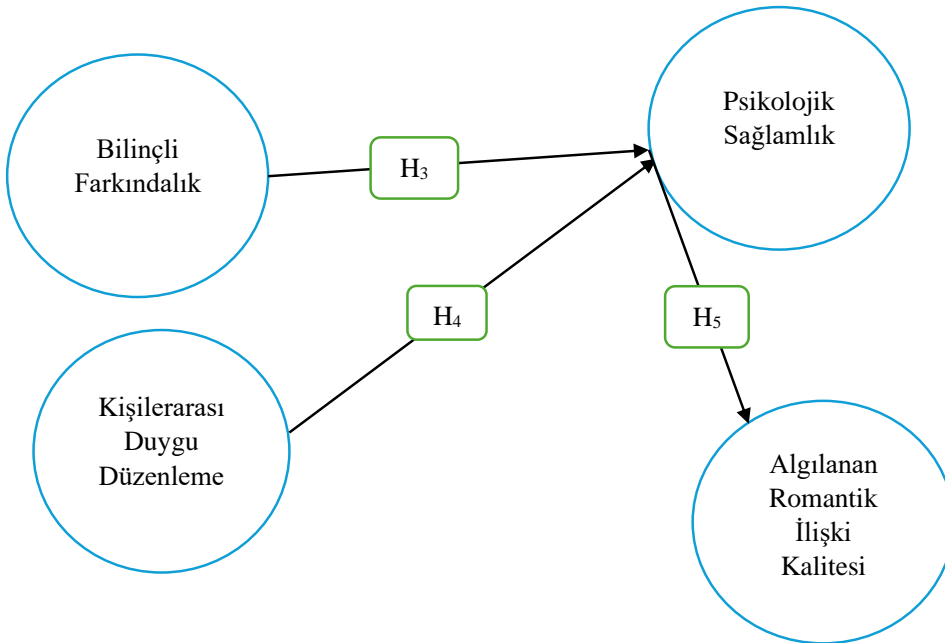 Bilinçli
Farkındalık
H₃
Psikolojik
Sağlamlık
Kişilerarası
Duygu
Düzenleme
H₄
H₅
Algılanan
Romantik
İlişki
Kalitesi